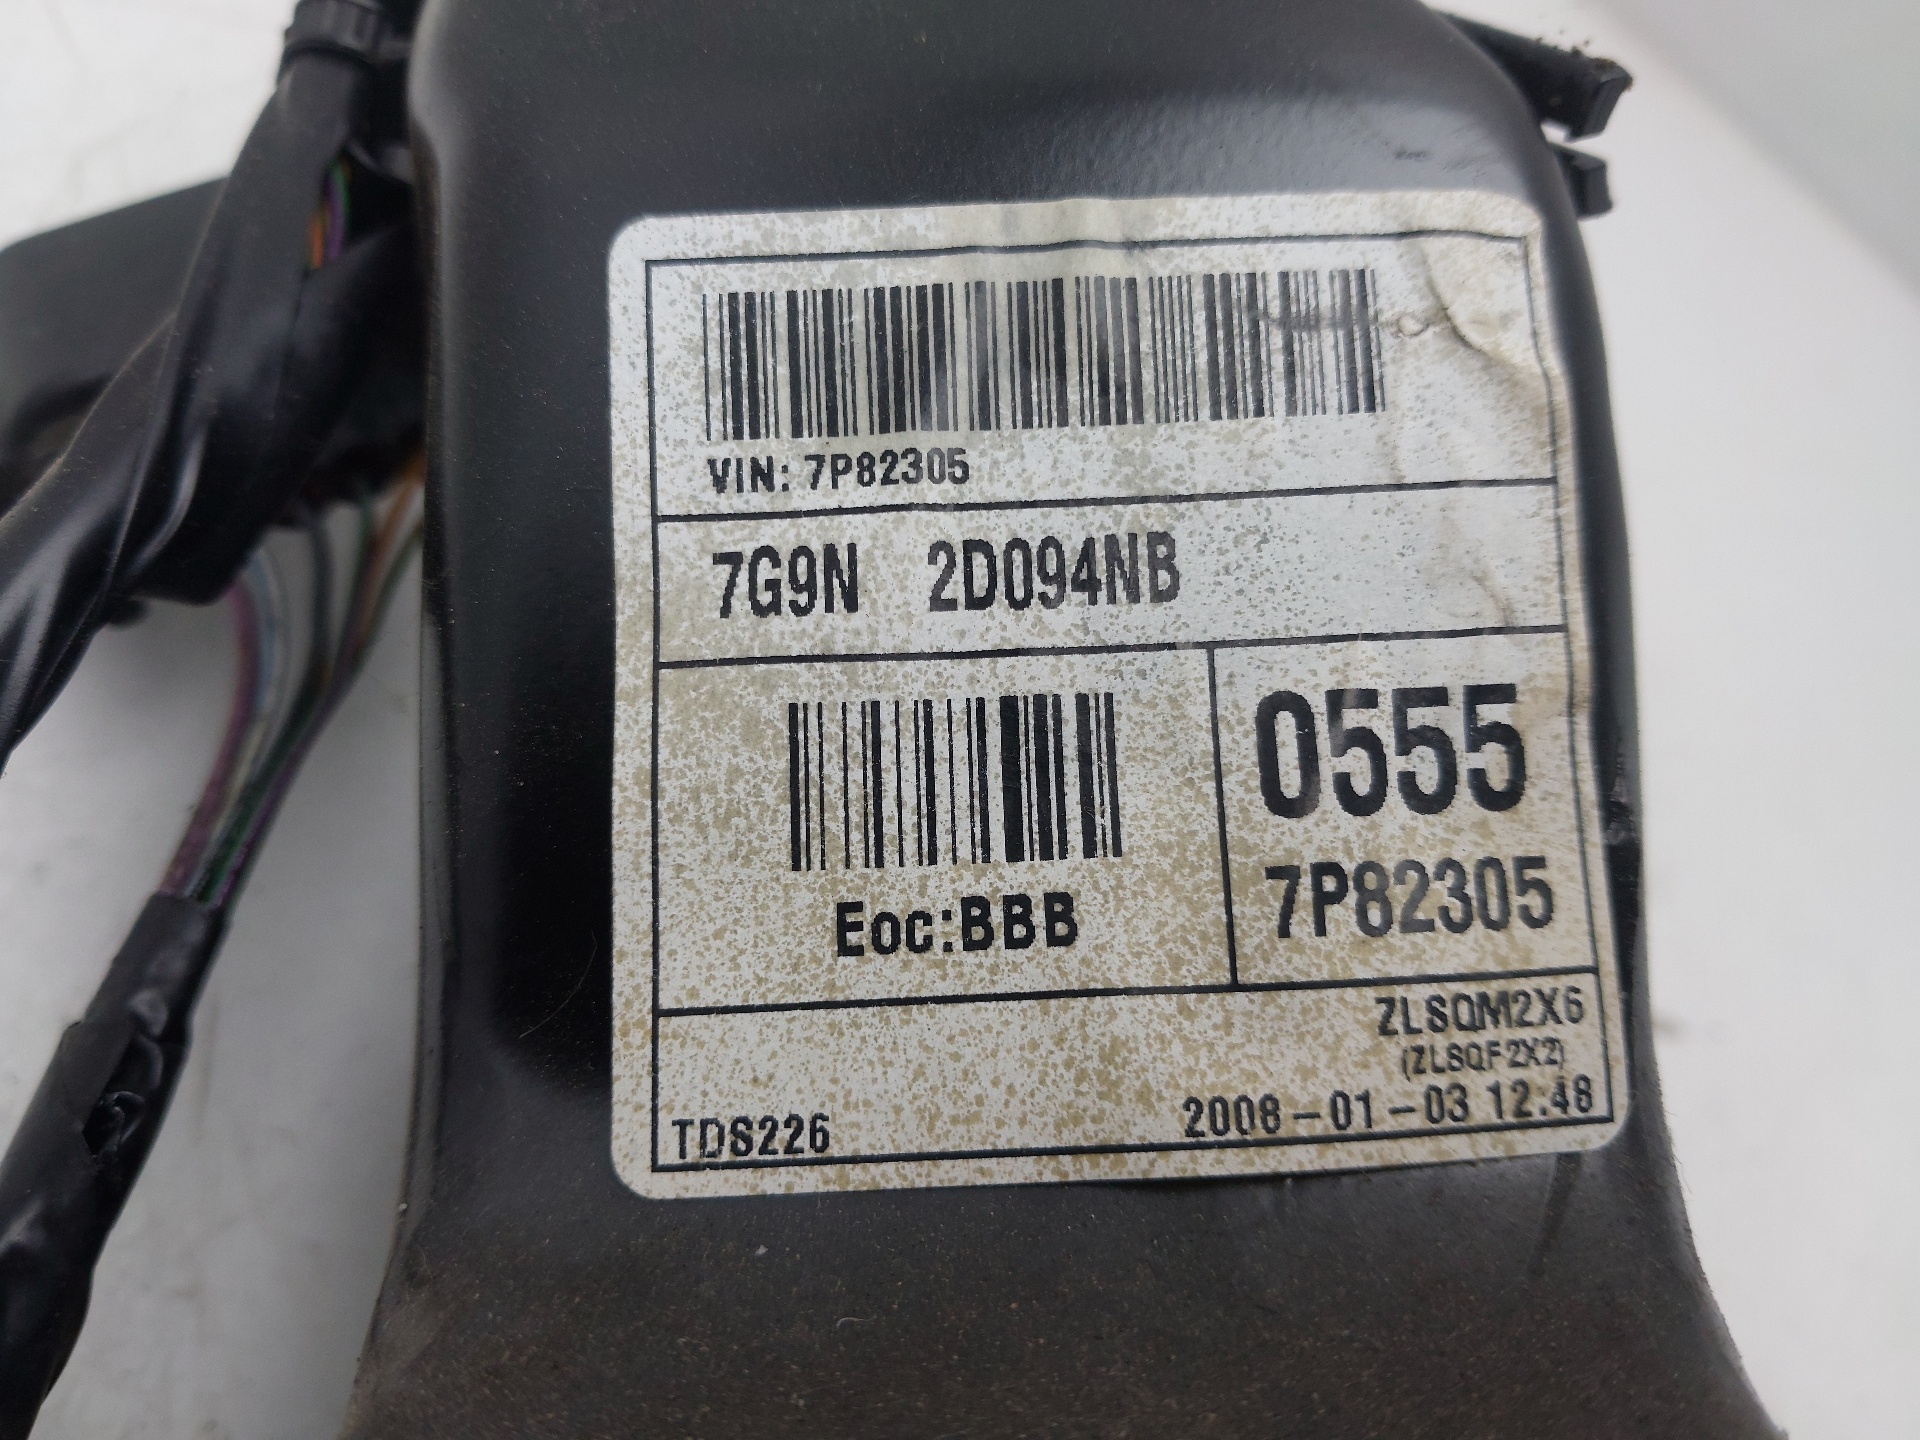 VIN: 7P82305
7G9N 2D094NB
0555
Eoc:BBB
7P82305
ZLSQM2X6
(ZLSQF2X2)
TDS226
2008-01-03 12:48